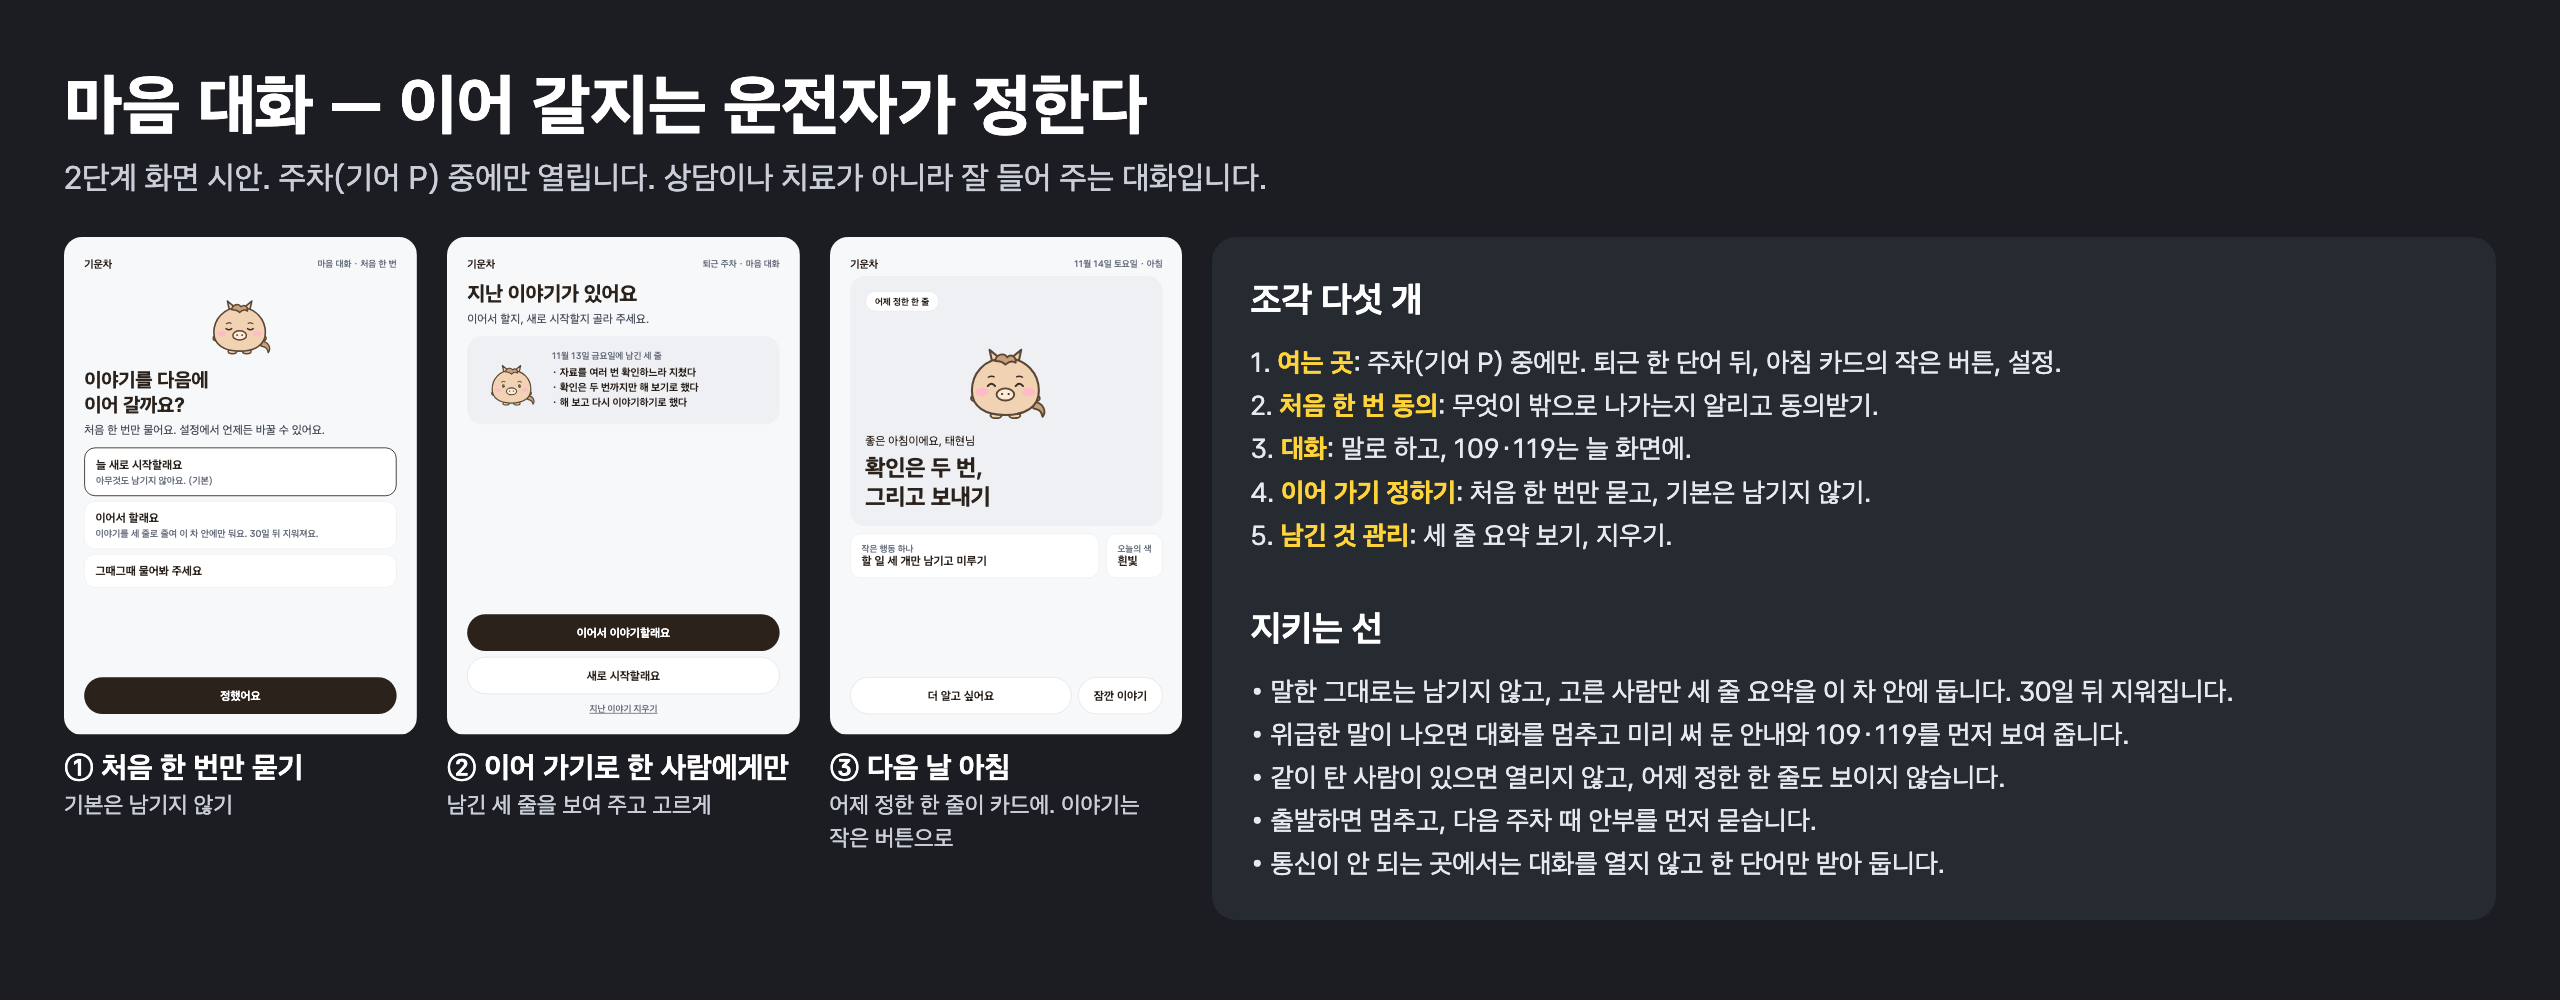 마음 대화 — 이어 갈지는 운전자가 정한다
2단계 화면 시안. 주차(기어 P) 중에만 열립니다. 상담이나 치료가 아니라 잘 들어 주는 대화입니다.
기운차
마음 대화 · 처음 한 번
이야기를 다음에
이어 갈까요?
처음 한 번만 물어요. 설정에서 언제든 바꿀 수 있어요.
늘 새로 시작할래요
아무것도 남기지 않아요. (기본)
이어서 할래요
이야기를 세 줄로 줄여 이 차 안에만 둬요. 30일 뒤 지워져요.
그때그때 물어봐 주세요
정했어요
① 처음 한 번만 묻기
기본은 남기지 않기
기운차
퇴근 주차 · 마음 대화
지난 이야기가 있어요
이어서 할지, 새로 시작할지 골라 주세요.
11월 13일 금요일에 남긴 세 줄
· 자료를 여러 번 확인하느라 지쳤다
· 확인은 두 번까지만 해 보기로 했다
· 해 보고 다시 이야기하기로 했다
이어서 이야기할래요
새로 시작할래요
지난 이야기 지우기
② 이어 가기로 한 사람에게만
남긴 세 줄을 보여 주고 고르게
기운차
11월 14일 토요일 · 아침
어제 정한 한 줄
좋은 아침이에요, 태현님
확인은 두 번,
그리고 보내기
작은 행동 하나
할 일 세 개만 남기고 미루기
오늘의 색
흰빛
더 알고 싶어요
잠깐 이야기
③ 다음 날 아침
어제 정한 한 줄이 카드에. 이야기는
작은 버튼으로
조각 다섯 개
1. 여는 곳: 주차(기어 P) 중에만. 퇴근 한 단어 뒤, 아침 카드의 작은 버튼, 설정.
2. 처음 한 번 동의: 무엇이 밖으로 나가는지 알리고 동의받기.
3. 대화: 말로 하고, 109·119는 늘 화면에.
4. 이어 가기 정하기: 처음 한 번만 묻고, 기본은 남기지 않기.
5. 남긴 것 관리: 세 줄 요약 보기, 지우기.
지키는 선
• 말한 그대로는 남기지 않고, 고른 사람만 세 줄 요약을 이 차 안에 둡니다. 30일 뒤 지워집니다.
• 위급한 말이 나오면 대화를 멈추고 미리 써 둔 안내와 109·119를 먼저 보여 줍니다.
• 같이 탄 사람이 있으면 열리지 않고, 어제 정한 한 줄도 보이지 않습니다.
• 출발하면 멈추고, 다음 주차 때 안부를 먼저 묻습니다.
• 통신이 안 되는 곳에서는 대화를 열지 않고 한 단어만 받아 둡니다.